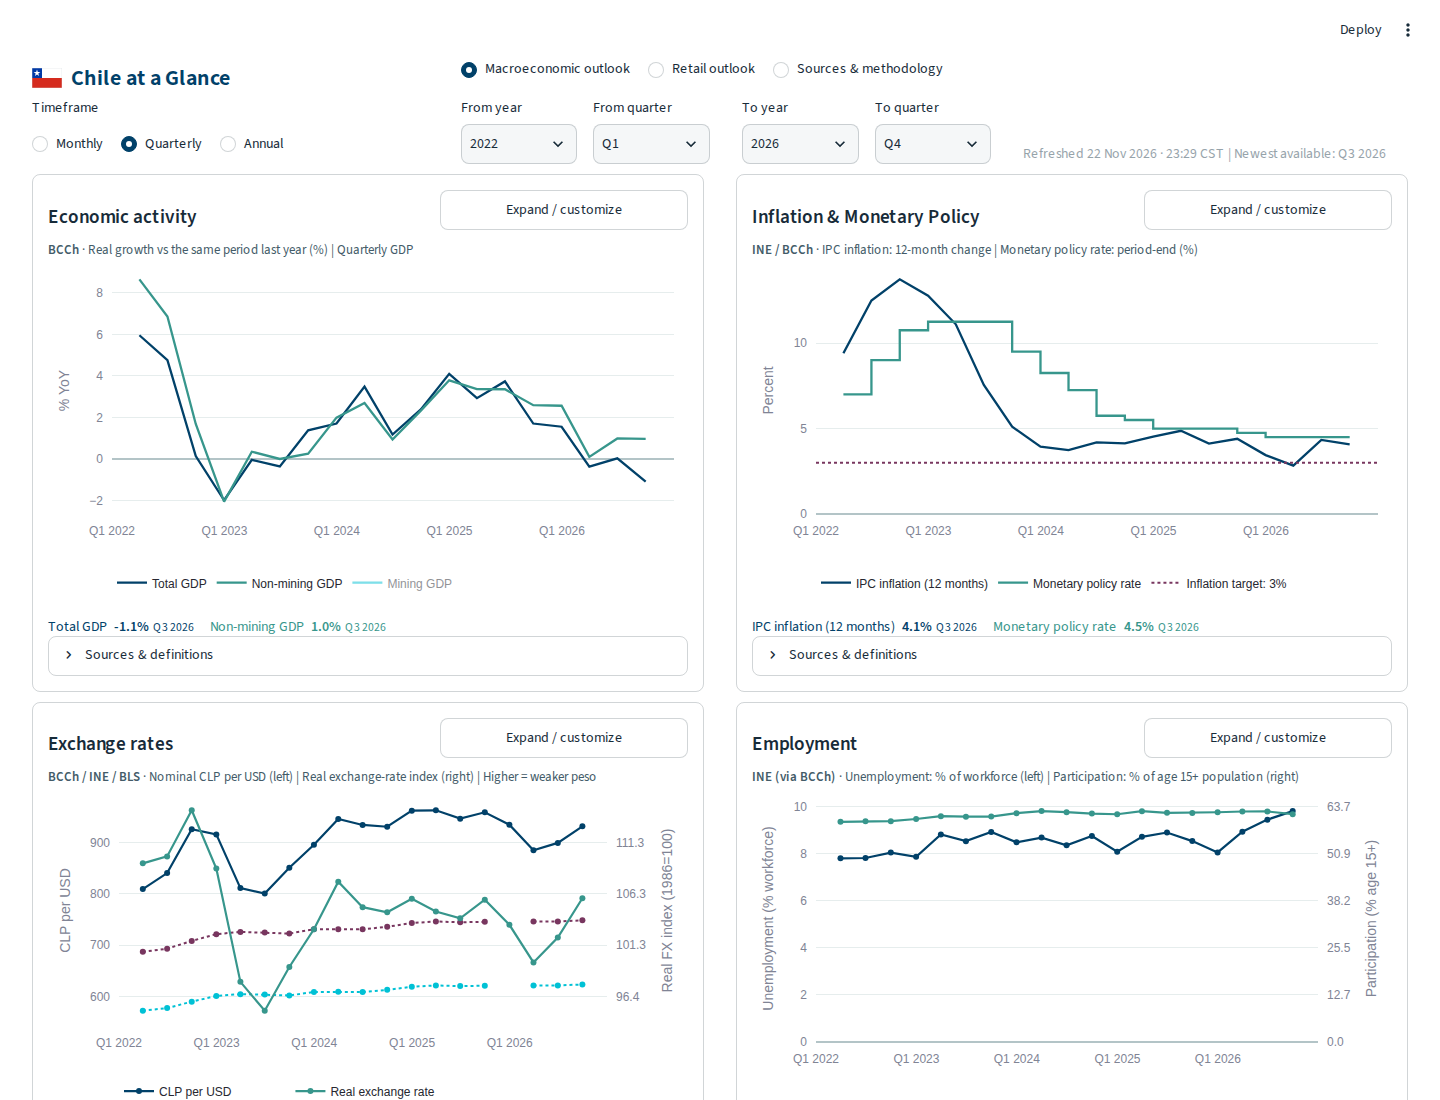 Deploy
Chile at a Glance
Macroeconomic outlook
Retail outlook
Sources & methodology
Timeframe
From year
From quarter
To year
To quarter
Monthly
Quarterly
Annual
2022
Q1
2026
Q4
Refreshed 22 Nov 2026 · 23:29 CST | Newest available: Q3 2026
Economic activity
Expand / customize
BCCh · Real growth vs the same period last year (%) | Quarterly GDP
% YoY
8
6
4
2
0
−2
Q1 2022
Q1 2023
Q1 2024
Q1 2025
Q1 2026
Total GDP
Non-mining GDP
Mining GDP
Total GDP -1.1% Q3 2026 Non-mining GDP 1.0% Q3 2026
Sources & definitions
Inflation & Monetary Policy
Expand / customize
INE / BCCh · IPC inflation: 12-month change | Monetary policy rate: period-end (%)
Percent
10
5
0
Q1 2022
Q1 2023
Q1 2024
Q1 2025
Q1 2026
IPC inflation (12 months)
Monetary policy rate
Inflation target: 3%
IPC inflation (12 months) 4.1% Q3 2026 Monetary policy rate 4.5% Q3 2026
Sources & definitions
Exchange rates
Expand / customize
BCCh / INE / BLS · Nominal CLP per USD (left) | Real exchange-rate index (right) | Higher = weaker peso
CLP per USD
900
800
700
600
111.3
106.3
101.3
96.4
Real FX index (1986=100)
Q1 2022
Q1 2023
Q1 2024
Q1 2025
Q1 2026
CLP per USD
Real exchange rate
Employment
Expand / customize
INE (via BCCh) · Unemployment: % of workforce (left) | Participation: % of age 15+ population (right)
Unemployment (% workforce)
10
8
6
4
2
0
63.7
50.9
38.2
25.5
12.7
0.0
Participation (% age 15+)
Q1 2022
Q1 2023
Q1 2024
Q1 2025
Q1 2026